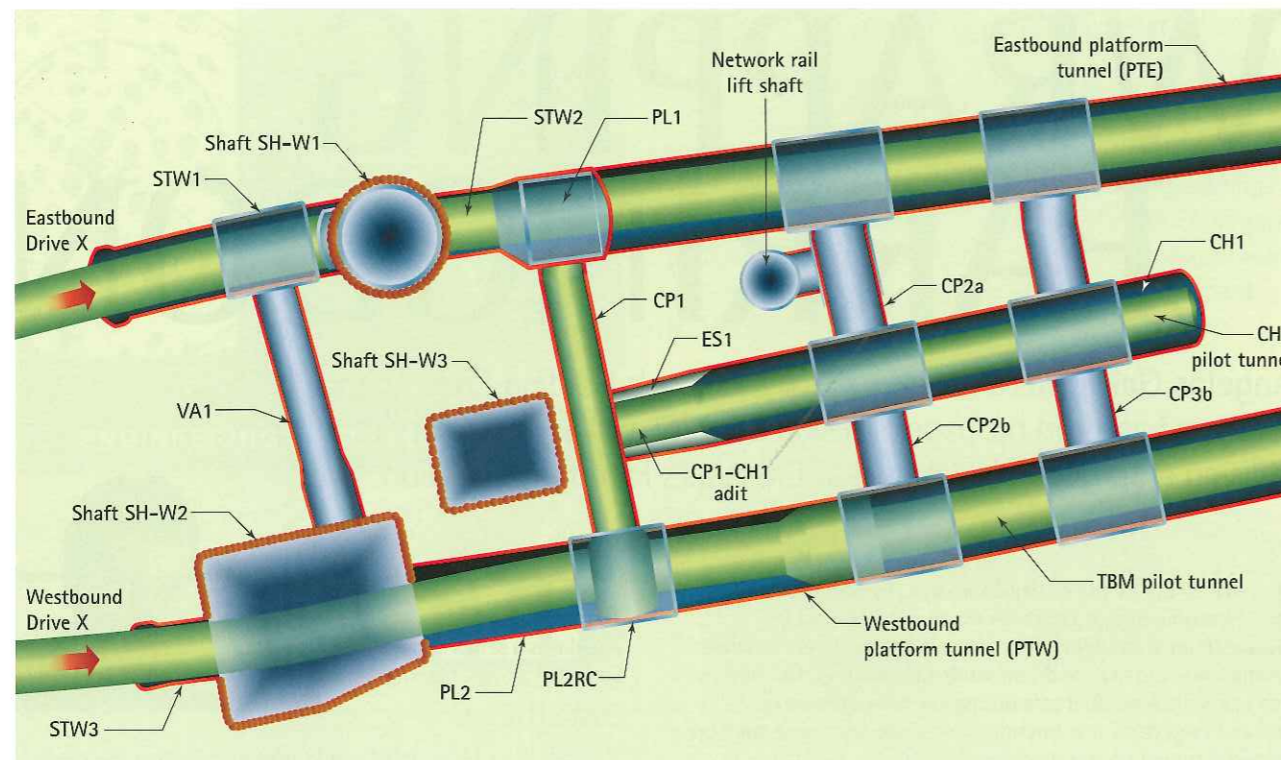 Eastbound platform
tunnel (PTE)
Network rail
lift shaft
STW2
PL1
Shaft SH-W1
STW1
Eastbound
Drive X
CH1
CP2a
CP1
ES1
CH
pilot tunne
Shaft SH-W3
VA1
CP3b
CP2b
CP1-CH1
adit
Shaft SH-W2
TBM pilot tunnel
Westbound
Drive X
Westbound
platform tunnel (PTW)
PL2
PL2RC
STW3